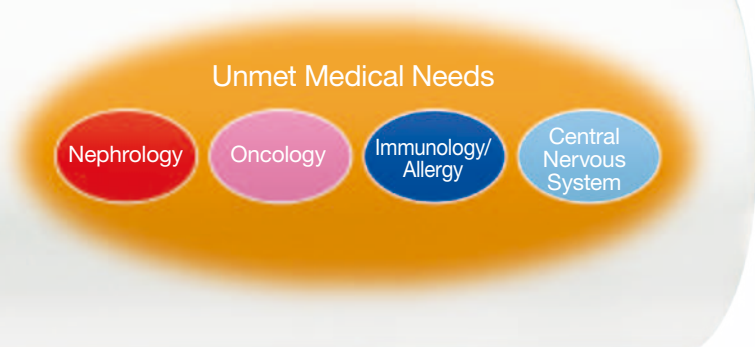 Unmet Medical Needs
Nephrology
Oncology
Immunology/
Allergy
Central
Nervous
System